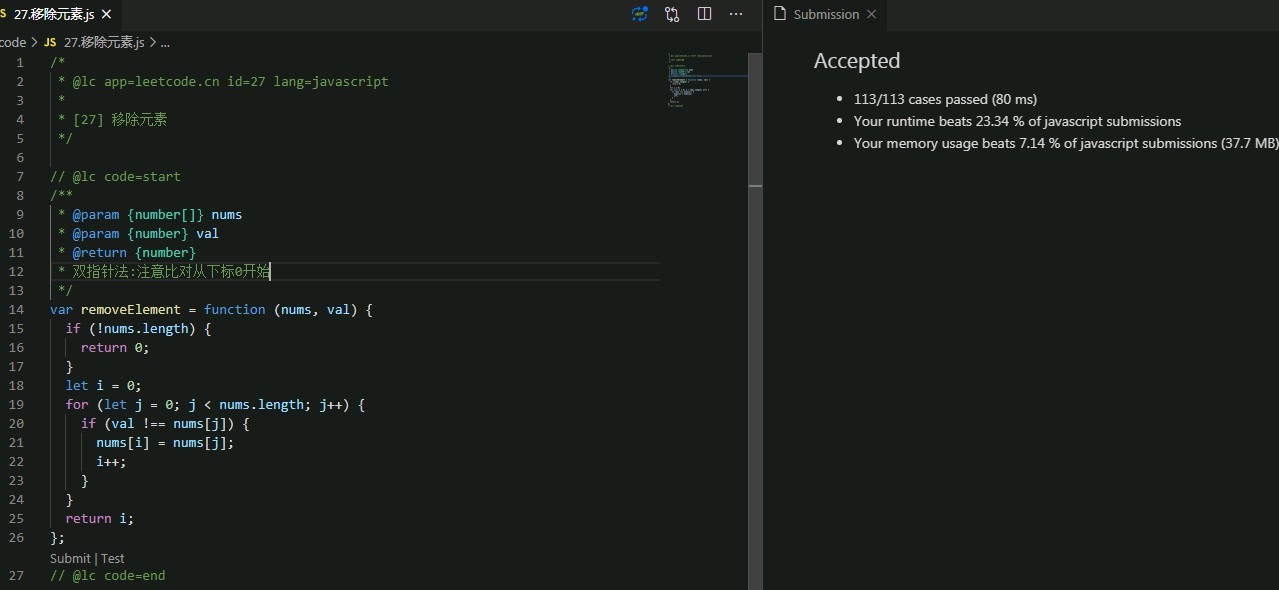 27.移除元素.js
Submission
code > JS 27.移除元素.js > ...
1 /*
2 * @lc app=leetcode.cn id=27 lang=javascript
3 *
4 * [27] 移除元素
5 */
6
7 // @lc code=start
8 /**
9 * @param {number[]} nums
10 * @param {number} val
11 * @return {number}
12 * 双指针法:注意比对从下标0开始
13 */
14 var removeElement = function (nums, val) {
15 if (!nums.length) {
16 return 0;
17 }
18 let i = 0;
19 for (let j = 0; j < nums.length; j++) {
20 if (val !== nums[j]) {
21 nums[i] = nums[j];
22 i++;
23 }
24 }
25 return i;
26 };
Submit | Test
27 // @lc code=end
Accepted
• 113/113 cases passed (80 ms)
• Your runtime beats 23.34 % of javascript submissions
• Your memory usage beats 7.14 % of javascript submissions (37.7 MB)